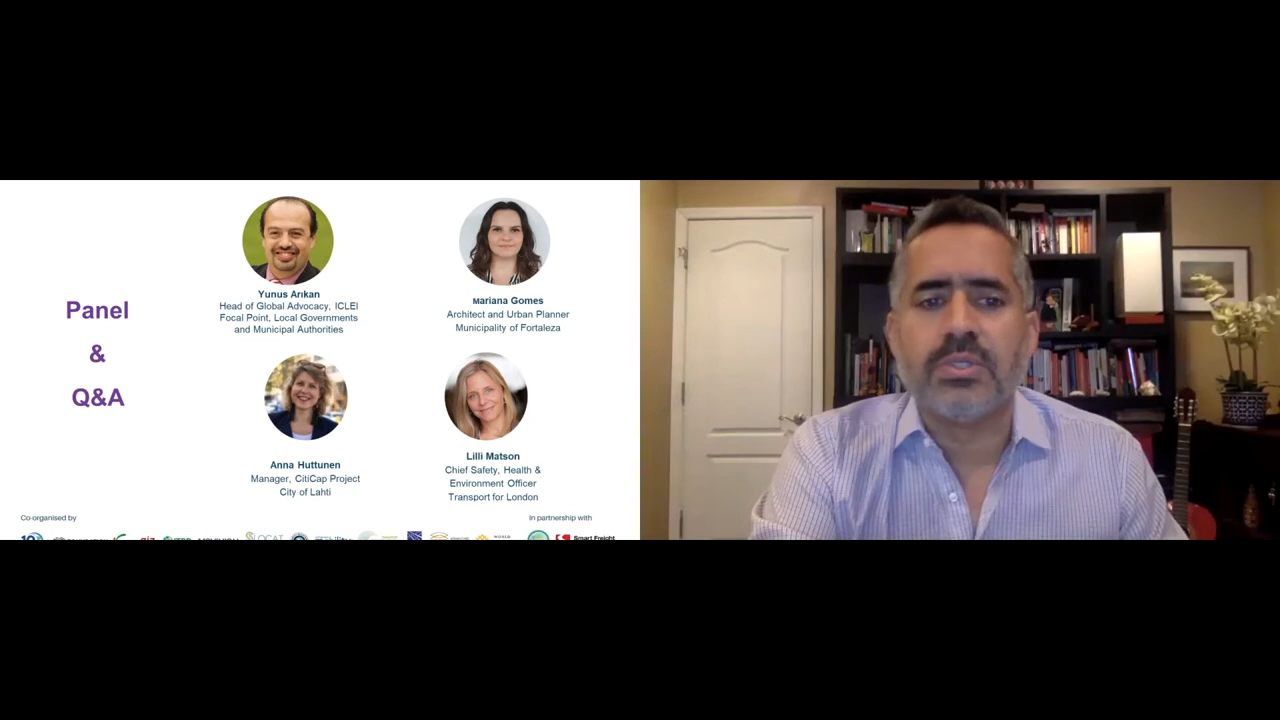 Panel
&
Q&A
Yunus Arıkan
Head of Global Advocacy, ICLEI
Focal Point, Local Governments
and Municipal Authorities
Mariana Gomes
Architect and Urban Planner
Municipality of Fortaleza
Anna Huttunen
Manager, CitiCap Project
City of Lahti
Lilli Matson
Chief Safety, Health &
Environment Officer
Transport for London
Co-organised by
In partnership with
Smart Freight